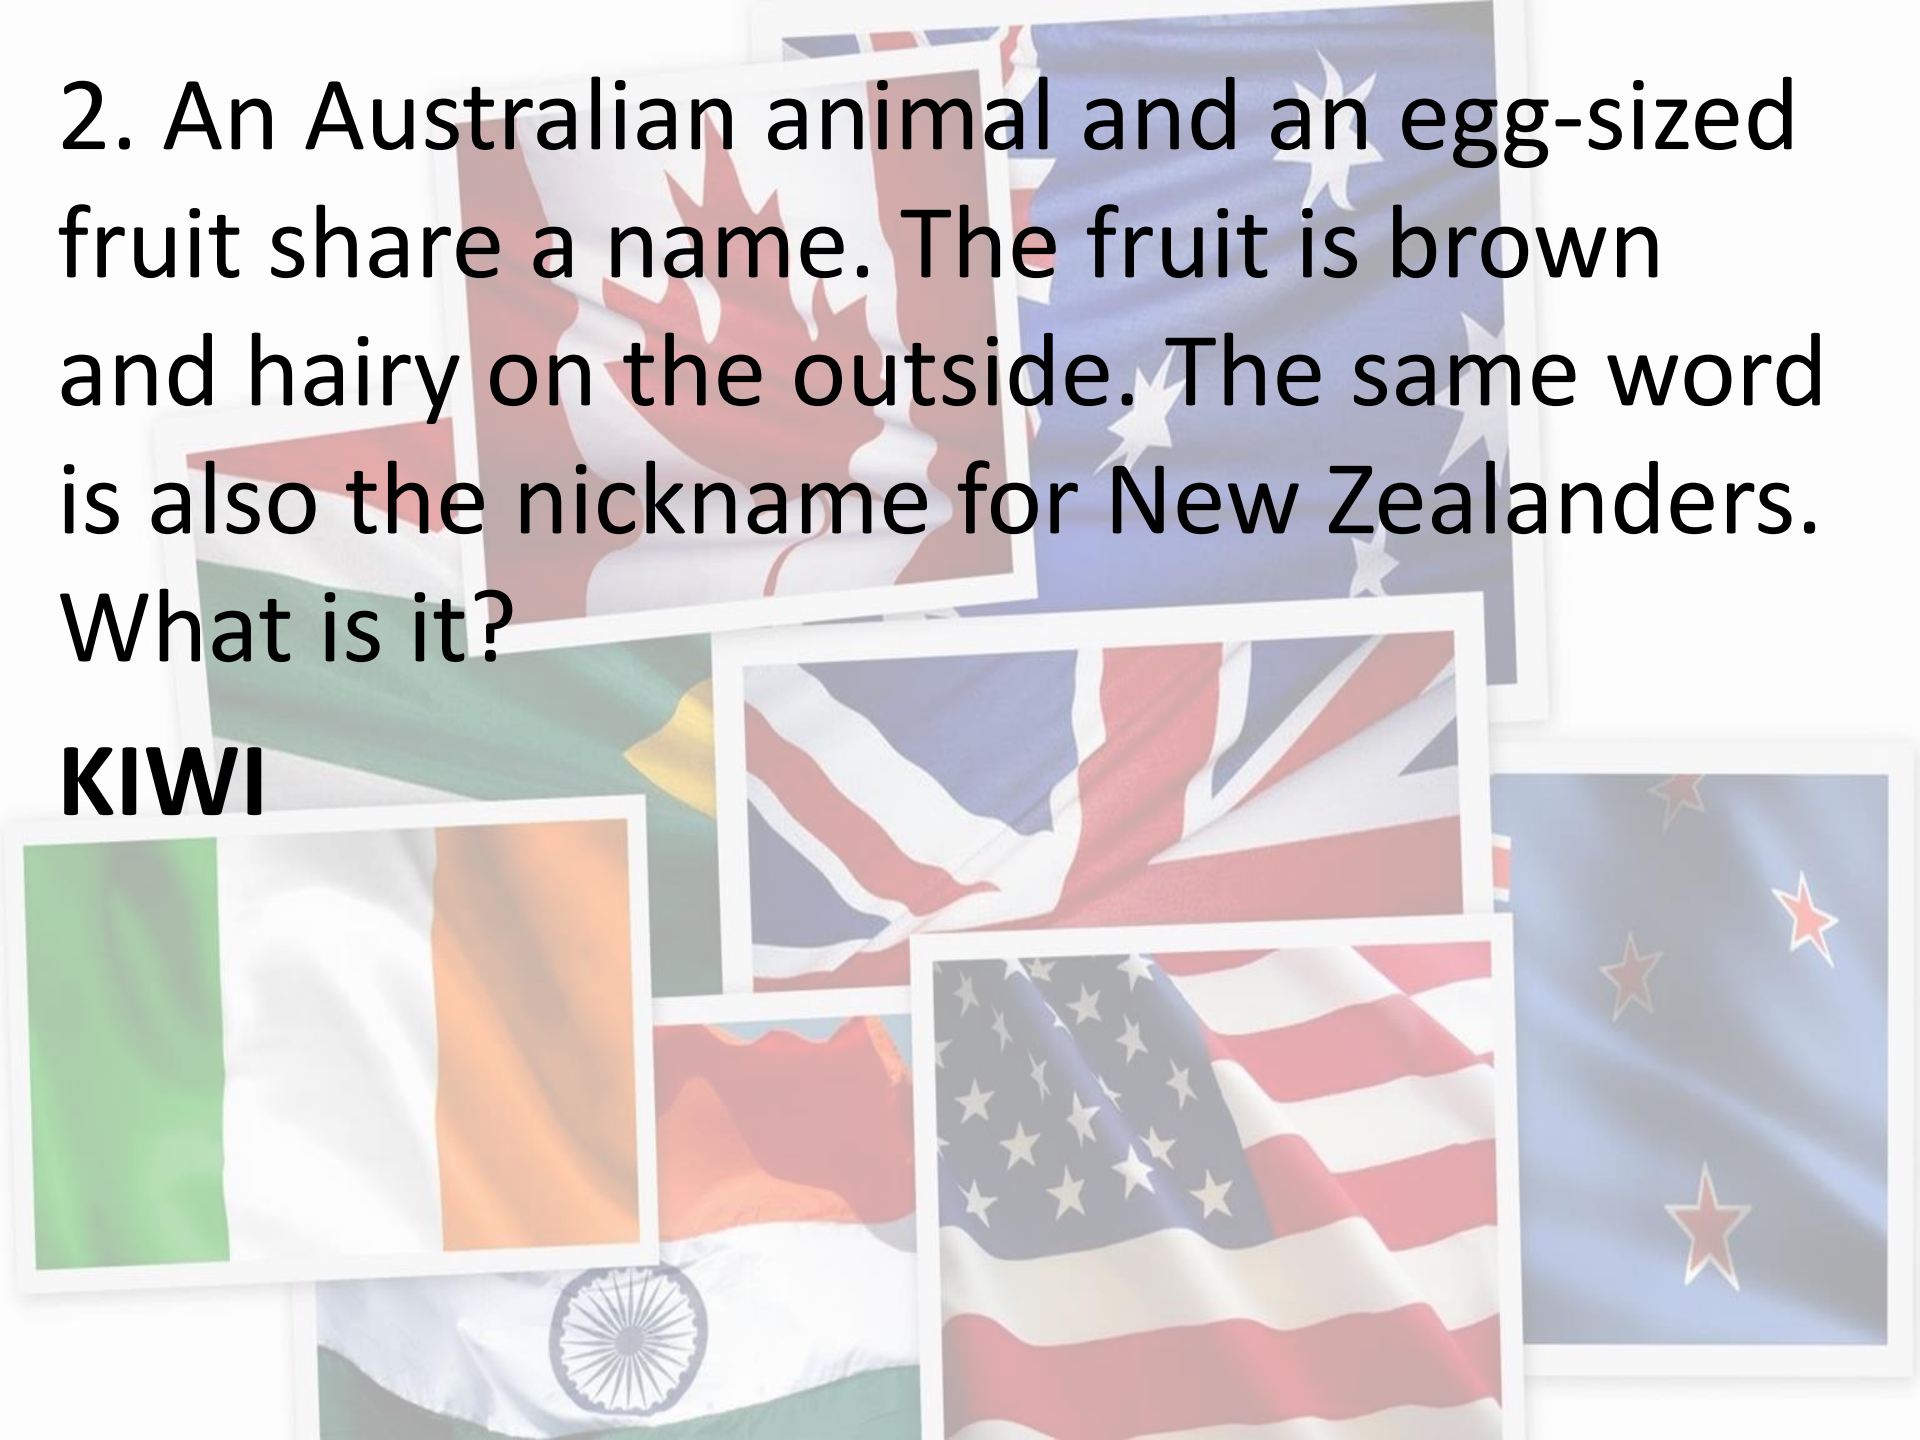 2. An Australian animal and an egg-sized
fruit share a name. The fruit is brown
and hairy on the outside. The same word
is also the nickname for New Zealanders.
What is it?
KIWI